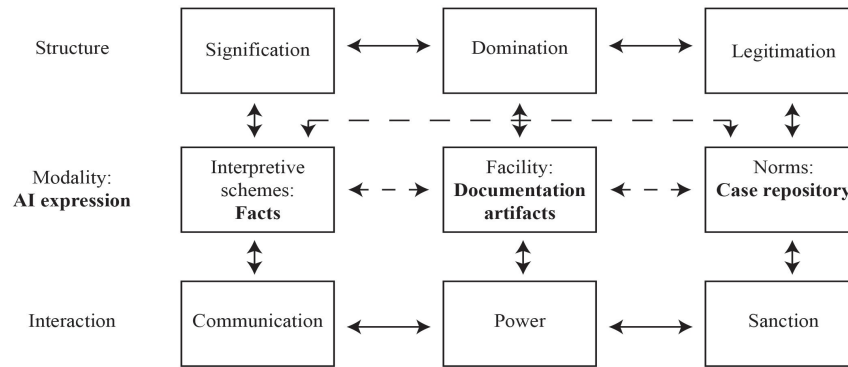 Structure
Signification
Domination
Legitimation
Modality:
AI expression
Interpretive
schemes:
Facts
Facility:
Documentation
artifacts
Norms:
Case repository
Interaction
Communication
Power
Sanction